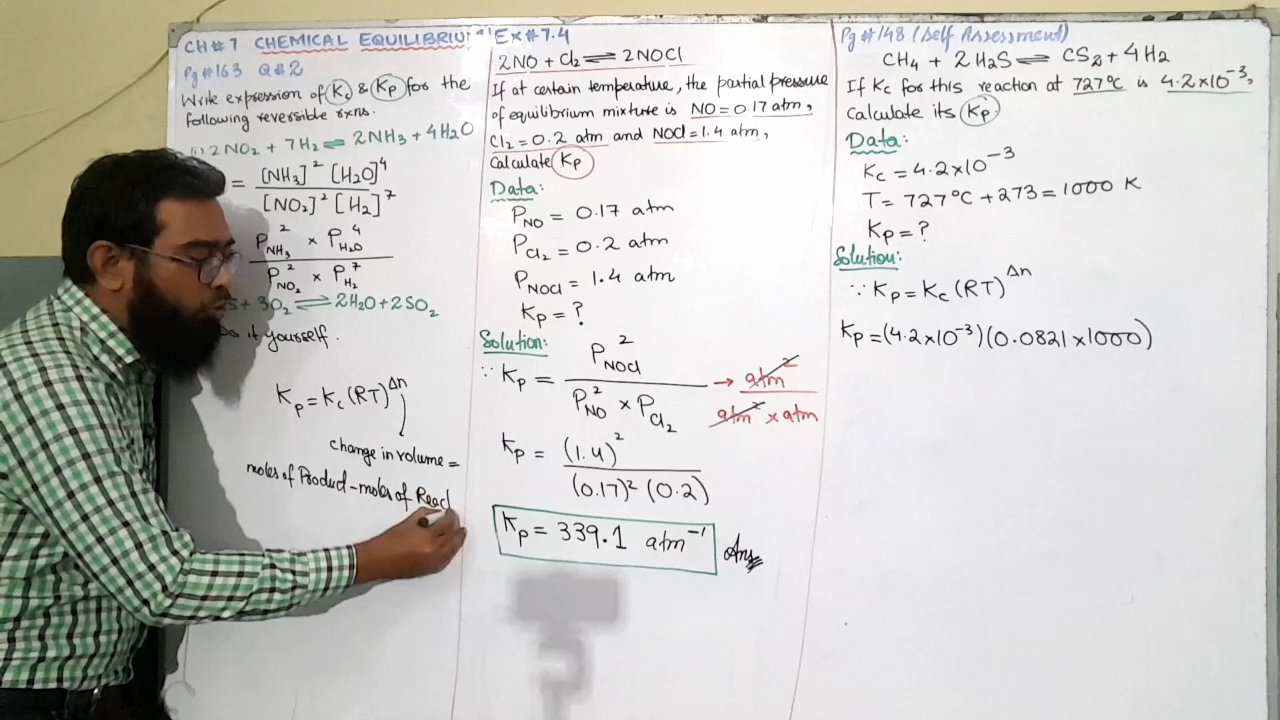 CH#7 CHEMICAL EQUILIBRIU
Pg#163 Q#2
Write expression of Kc & Kp for the
following reversible rxns.
2NO₂ + 7H₂ ⇌ 2NH₃ + 4H₂O
= [NH₃]² [H₂O]⁴
[NO₂]² [H₂]⁷
P²NH₃ × P⁴H₂O
P²NO₂ × P⁷H₂
+ 3O₂ ⇌ 2H₂O + 2SO₂
it yourself.
Kp = Kc (RT)^Δn
change in volume =
moles of Product - moles of Reac
Ex#7.4
2NO + Cl₂ ⇌ 2NOCl
If at certain temperature, the partial pressure
of equilibrium mixture is NO = 0.17 atm,
Cl₂ = 0.2 atm and NOCl = 1.4 atm,
Calculate Kp
Data:
P_NO = 0.17 atm
P_Cl₂ = 0.2 atm
P_NOCl = 1.4 atm
Kp = ?
Solution:
∵ Kp = P²NOCl → atm²
P²NO × P_Cl₂ atm² × atm
Kp = (1.4)²
(0.17)² (0.2)
Kp = 339.1 atm⁻¹ Ans
Pg#148 (Self Assessment)
CH₄ + 2H₂S ⇌ CS₂ + 4H₂
If Kc for this reaction at 727°C is 4.2×10⁻³,
Calculate its Kp
Data:
Kc = 4.2×10⁻³
T = 727°C + 273 = 1000 K
Kp = ?
Solution:
∵ Kp = Kc (RT)^Δn
Kp = (4.2×10⁻³)(0.0821×1000)